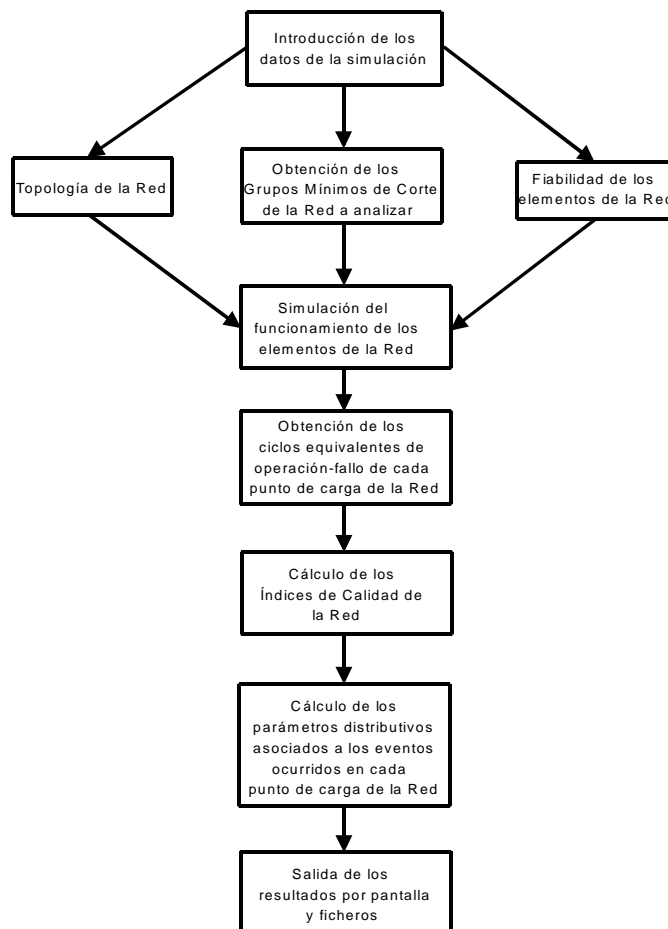 Introducción de los
datos de la simulación
Topología de la Red
Obtención de los
Grupos Mínimos de Corte
de la Red a analizar
Fiabilidad de los
elementos de la Red
Simulación del
funcionamiento de los
elementos de la Red
Obtención de los
ciclos equivalentes de
operación-fallo de cada
punto de carga de la Red
Cálculo de los
Índices de Calidad de
la Red
Cálculo de los
parámetros distributivos
asociados a los eventos
ocurridos en cada
punto de carga de la Red
Salida de los
resultados por pantalla
y ficheros